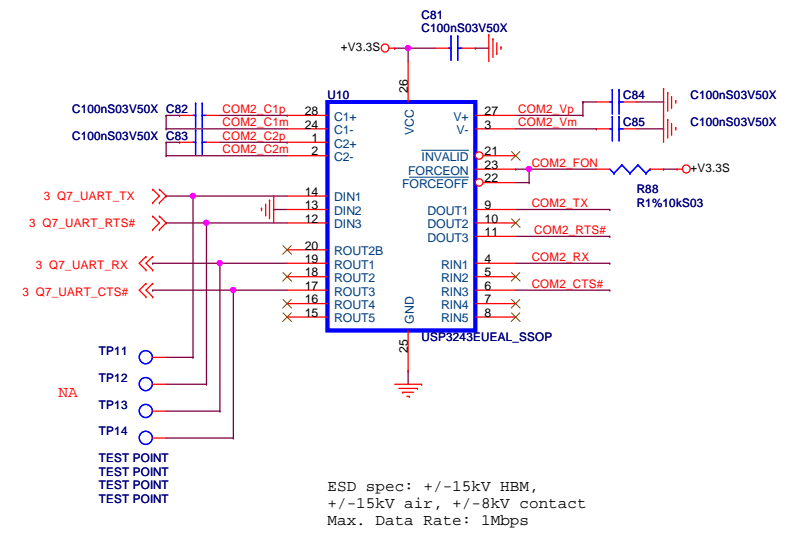 C81
C100nS03V50X
+V3.3S
26
U10
VCC
C100nS03V50X C82 COM2_C1p 28 C1+
COM2_C1m 24 C1-
C100nS03V50X C83 COM2_C2p 1 C2+
COM2_C2m 2 C2-
V+ 27 COM2_Vp C84 C100nS03V50X
V- 3 COM2_Vm C85 C100nS03V50X
INVALID 21
FORCEON 23 COM2_FON +V3.3S
FORCEOFF 22
R88
R1%10kS03
3 Q7_UART_TX 14 DIN1
13 DIN2
3 Q7_UART_RTS# 12 DIN3
DOUT1 9 COM2_TX
DOUT2 10
DOUT3 11 COM2_RTS#
20 ROUT2B
3 Q7_UART_RX 19 ROUT1
18 ROUT2
3 Q7_UART_CTS# 17 ROUT3
16 ROUT4
15 ROUT5
RIN1 4 COM2_RX
RIN2 5
RIN3 6 COM2_CTS#
RIN4 7
RIN5 8
GND
25
USP3243EUEAL_SSOP
TP11
TP12
NA
TP13
TP14
TEST POINT
TEST POINT
TEST POINT
TEST POINT
ESD spec: +/-15kV HBM,
+/-15kV air, +/-8kV contact
Max. Data Rate: 1Mbps